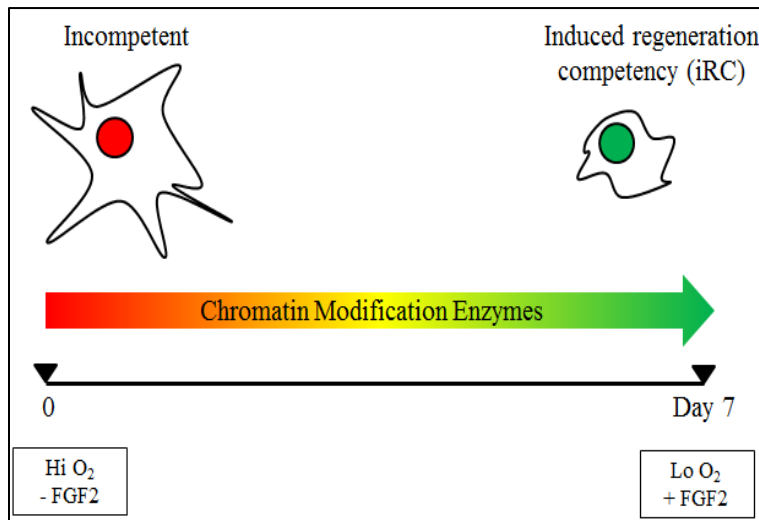 Incompetent
Induced regeneration
competency (iRC)
Chromatin Modification Enzymes
0
Day 7
Hi O₂
- FGF2
Lo O₂
+ FGF2